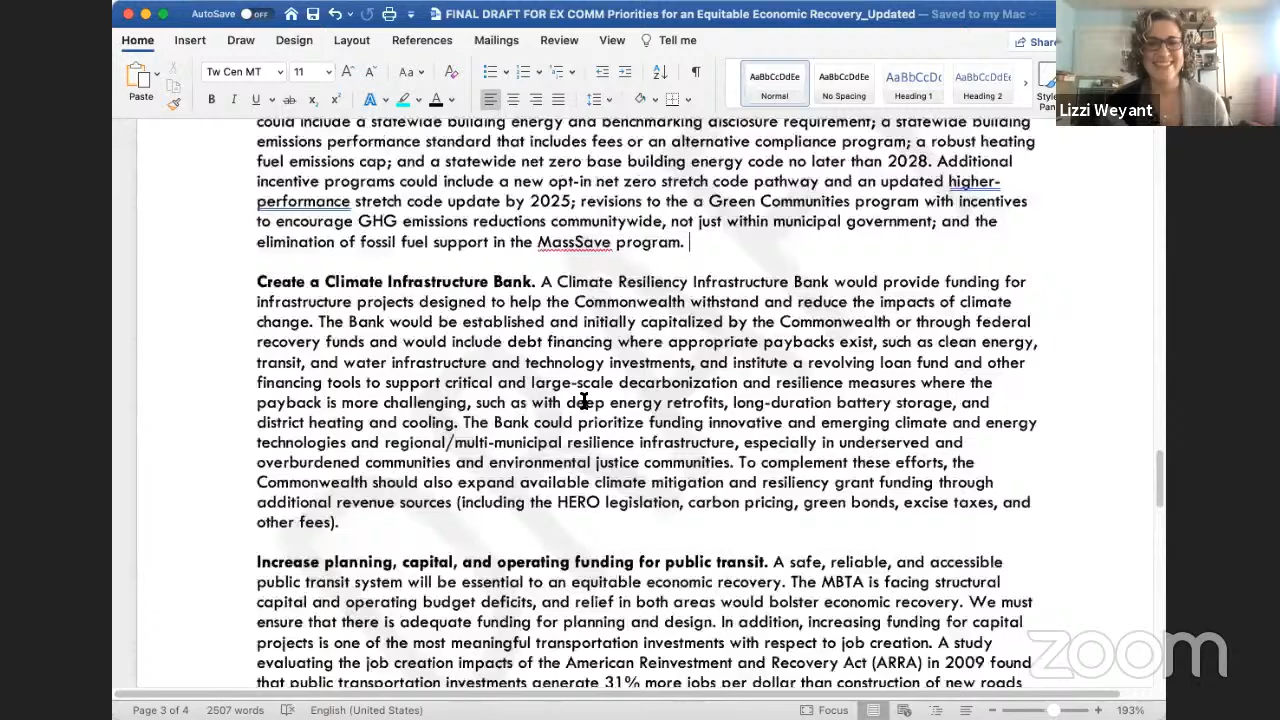 AutoSave OFF
FINAL DRAFT FOR EX COMM Priorities for an Equitable Economic Recovery_Updated — Saved to my Mac
Home Insert Draw Design Layout References Mailings Review View Tell me
Share
Paste
Tw Cen MT 11
AaBbCcDdEe AaBbCcDdEe AaBbCcDc AaBbCcDdEe
Normal No Spacing Heading 1 Heading 2
Lizzi Weyant
could include a statewide building energy and benchmarking disclosure requirement; a statewide building
emissions performance standard that includes fees or an alternative compliance program; a robust heating
fuel emissions cap; and a statewide net zero base building energy code no later than 2028. Additional
incentive programs could include a new opt-in net zero stretch code pathway and an updated higher-
performance stretch code update by 2025; revisions to the a Green Communities program with incentives
to encourage GHG emissions reductions communitywide, not just within municipal government; and the
elimination of fossil fuel support in the MassSave program.
Create a Climate Infrastructure Bank. A Climate Resiliency Infrastructure Bank would provide funding for
infrastructure projects designed to help the Commonwealth withstand and reduce the impacts of climate
change. The Bank would be established and initially capitalized by the Commonwealth or through federal
recovery funds and would include debt financing where appropriate paybacks exist, such as clean energy,
transit, and water infrastructure and technology investments, and institute a revolving loan fund and other
financing tools to support critical and large-scale decarbonization and resilience measures where the
payback is more challenging, such as with deep energy retrofits, long-duration battery storage, and
district heating and cooling. The Bank could prioritize funding innovative and emerging climate and energy
technologies and regional/multi-municipal resilience infrastructure, especially in underserved and
overburdened communities and environmental justice communities. To complement these efforts, the
Commonwealth should also expand available climate mitigation and resiliency grant funding through
additional revenue sources (including the HERO legislation, carbon pricing, green bonds, excise taxes, and
other fees).
Increase planning, capital, and operating funding for public transit. A safe, reliable, and accessible
public transit system will be essential to an equitable economic recovery. The MBTA is facing structural
capital and operating budget deficits, and relief in both areas would bolster economic recovery. We must
ensure that there is adequate funding for planning and design. In addition, increasing funding for capital
projects is one of the most meaningful transportation investments with respect to job creation. A study
evaluating the job creation impacts of the American Reinvestment and Recovery Act (ARRA) in 2009 found
that public transportation investments generate 31% more jobs per dollar than construction of new roads
zoom
Page 3 of 4 2507 words English (United States) Focus 193%